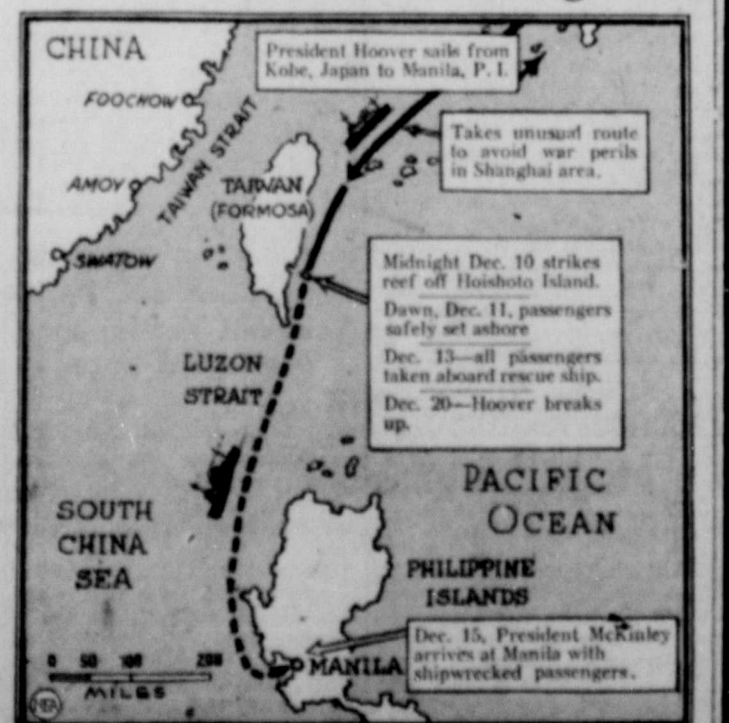 CHINA
President Hoover sails from
Kobe, Japan to Manila, P. I.
FOOCHOW
TAIWAN STRAIT
Takes unusual route
to avoid war perils
in Shanghai area.
AMOY
TAIWAN
(FORMOSA)
SWATOW
Midnight Dec. 10 strikes
reef off Hoishoto Island.
Dawn, Dec. 11, passengers
safely set ashore
Dec. 13—all passengers
taken aboard rescue ship.
Dec. 20—Hoover breaks
up.
LUZON
STRAIT
PACIFIC
OCEAN
SOUTH
CHINA
SEA
PHILIPPINE
ISLANDS
Dec. 15, President McKinley
arrives at Manila with
shipwrecked passengers.
MANILA
0 50 100 200
MILES
NEA